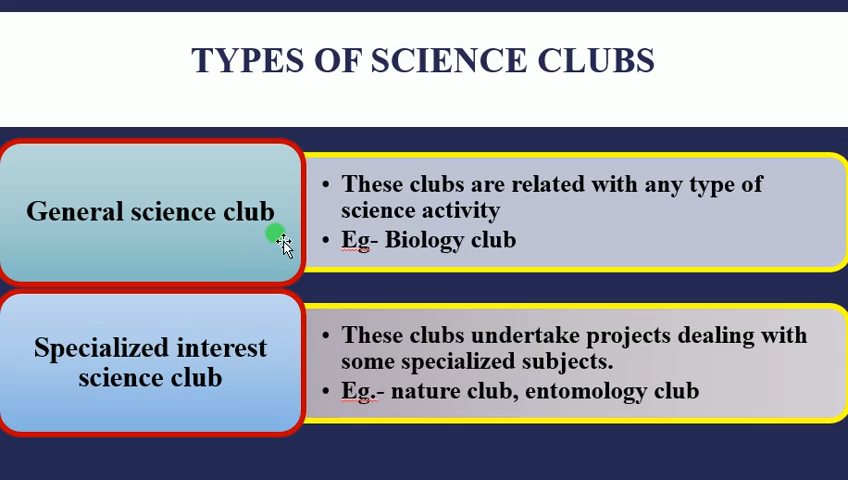 TYPES OF SCIENCE CLUBS
General science club
• These clubs are related with any type of
science activity
• Eg- Biology club
Specialized interest
science club
• These clubs undertake projects dealing with
some specialized subjects.
• Eg.- nature club, entomology club